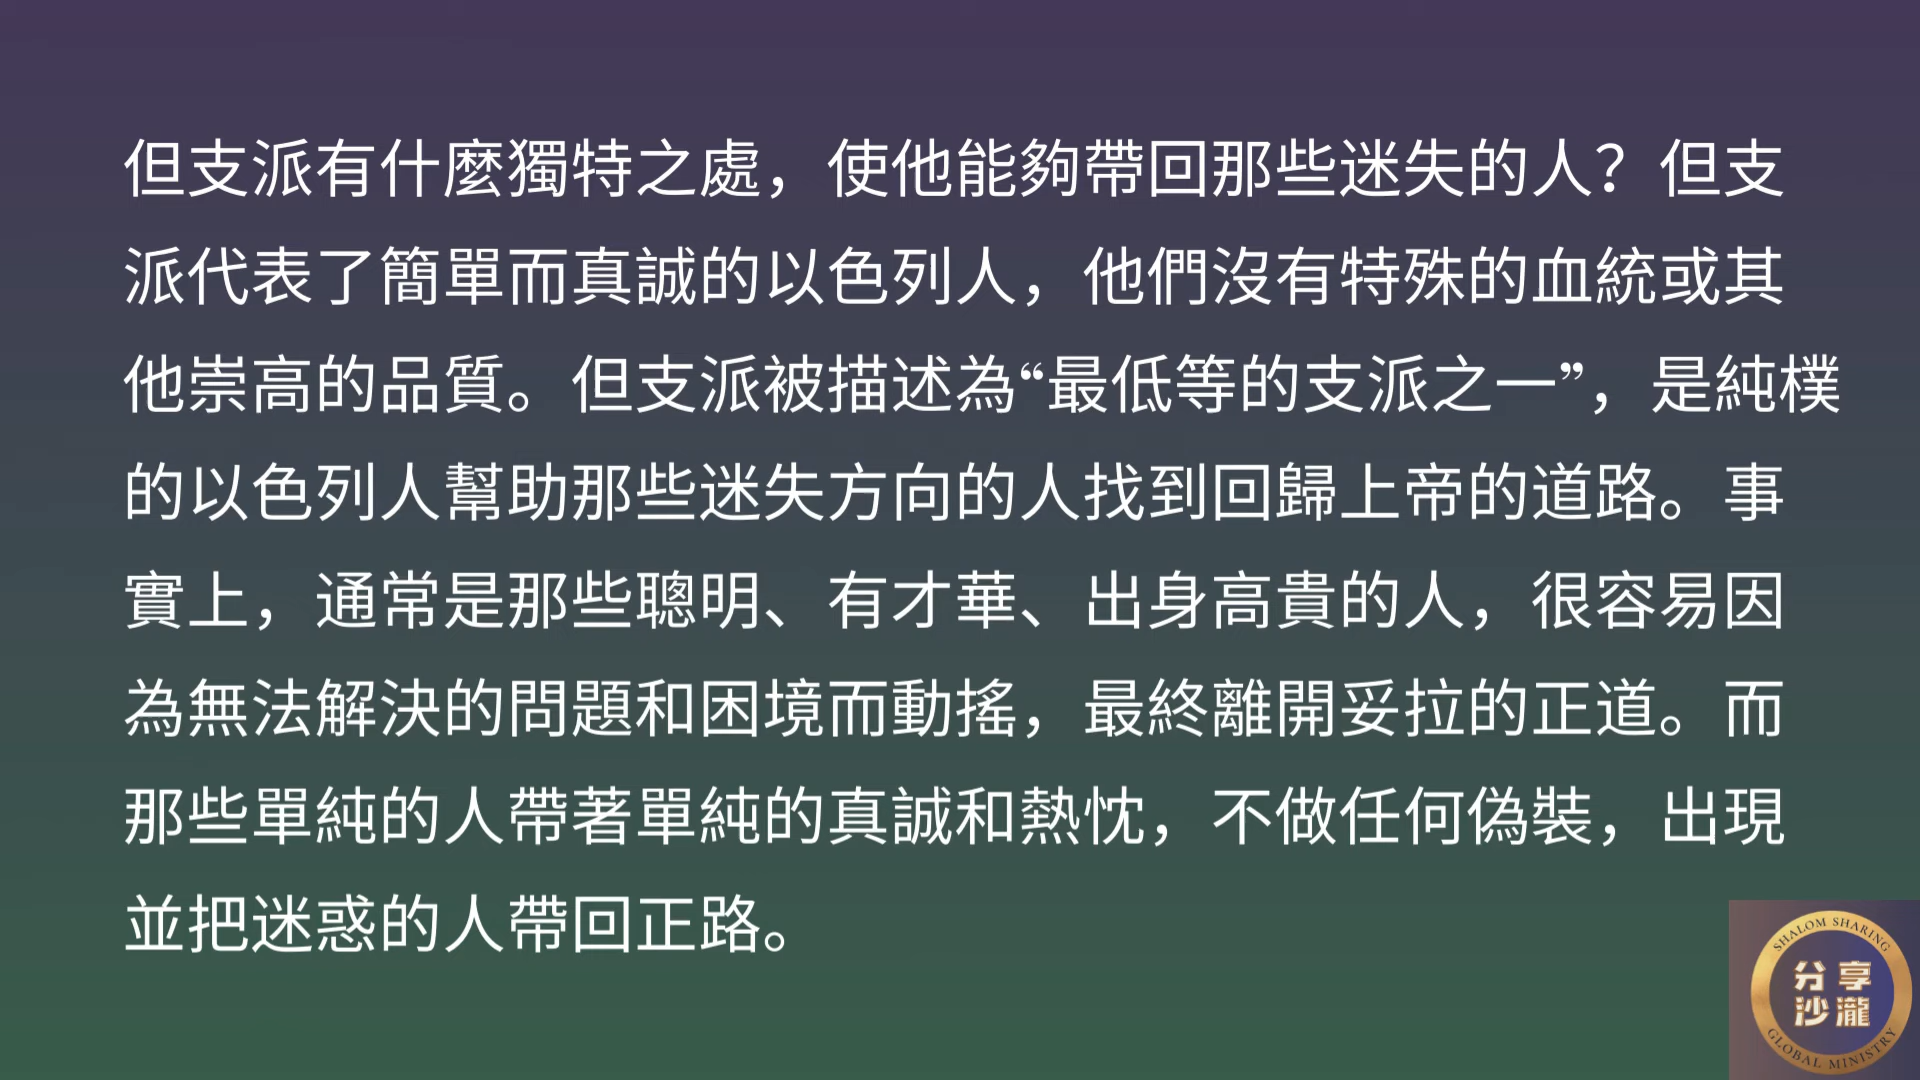 但支派有什麼獨特之處，使他能夠帶回那些迷失的人？但支
派代表了簡單而真誠的以色列人，他們沒有特殊的血統或其
他崇高的品質。但支派被描述為“最低等的支派之一”，是純樸
的以色列人幫助那些迷失方向的人找到回歸上帝的道路。事
實上，通常是那些聰明、有才華、出身高貴的人，很容易因
為無法解決的問題和困境而動搖，最終離開妥拉的正道。而
那些單純的人帶著單純的真誠和熱忱，不做任何偽裝，出現
並把迷惑的人帶回正路。
SHALOM SHARING
分享
沙瀧
GLOBAL MINISTRY